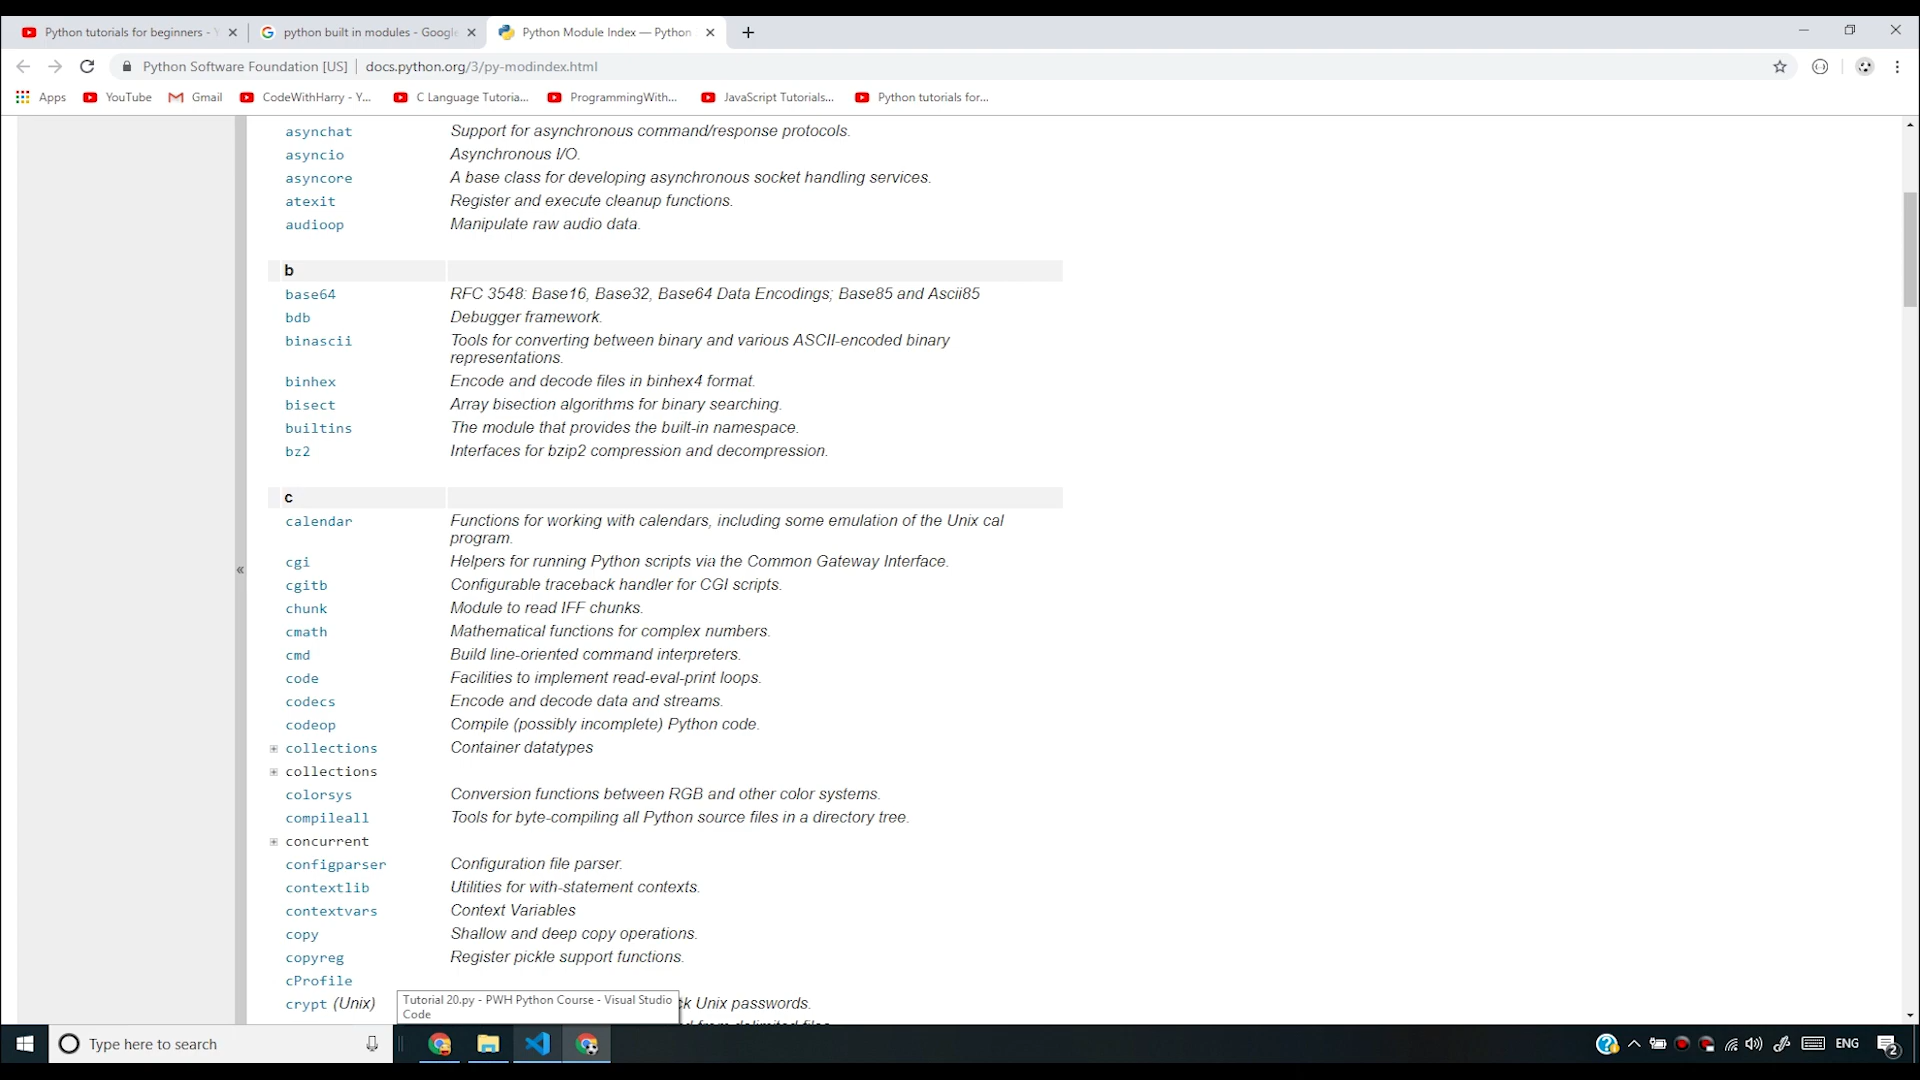 Python tutorials for beginners - Y
python built in modules - Google
Python Module Index — Python
Python Software Foundation [US] | docs.python.org/3/py-modindex.html
Apps YouTube Gmail CodeWithHarry - Y... C Language Tutoria... ProgrammingWith... JavaScript Tutorials... Python tutorials for...
asynchat Support for asynchronous command/response protocols.
asyncio Asynchronous I/O.
asyncore A base class for developing asynchronous socket handling services.
atexit Register and execute cleanup functions.
audioop Manipulate raw audio data.
b
base64 RFC 3548: Base16, Base32, Base64 Data Encodings; Base85 and Ascii85
bdb Debugger framework.
binascii Tools for converting between binary and various ASCII-encoded binary
representations.
binhex Encode and decode files in binhex4 format.
bisect Array bisection algorithms for binary searching.
builtins The module that provides the built-in namespace.
bz2 Interfaces for bzip2 compression and decompression.
c
calendar Functions for working with calendars, including some emulation of the Unix cal
program.
cgi Helpers for running Python scripts via the Common Gateway Interface.
«
cgitb Configurable traceback handler for CGI scripts.
chunk Module to read IFF chunks.
cmath Mathematical functions for complex numbers.
cmd Build line-oriented command interpreters.
code Facilities to implement read-eval-print loops.
codecs Encode and decode data and streams.
codeop Compile (possibly incomplete) Python code.
collections Container datatypes
collections
colorsys Conversion functions between RGB and other color systems.
compileall Tools for byte-compiling all Python source files in a directory tree.
concurrent
configparser Configuration file parser.
contextlib Utilities for with-statement contexts.
contextvars Context Variables
copy Shallow and deep copy operations.
copyreg Register pickle support functions.
cProfile
crypt (Unix) ck Unix passwords.
Tutorial 20.py - PWH Python Course - Visual Studio
Code
Type here to search
ENG
2